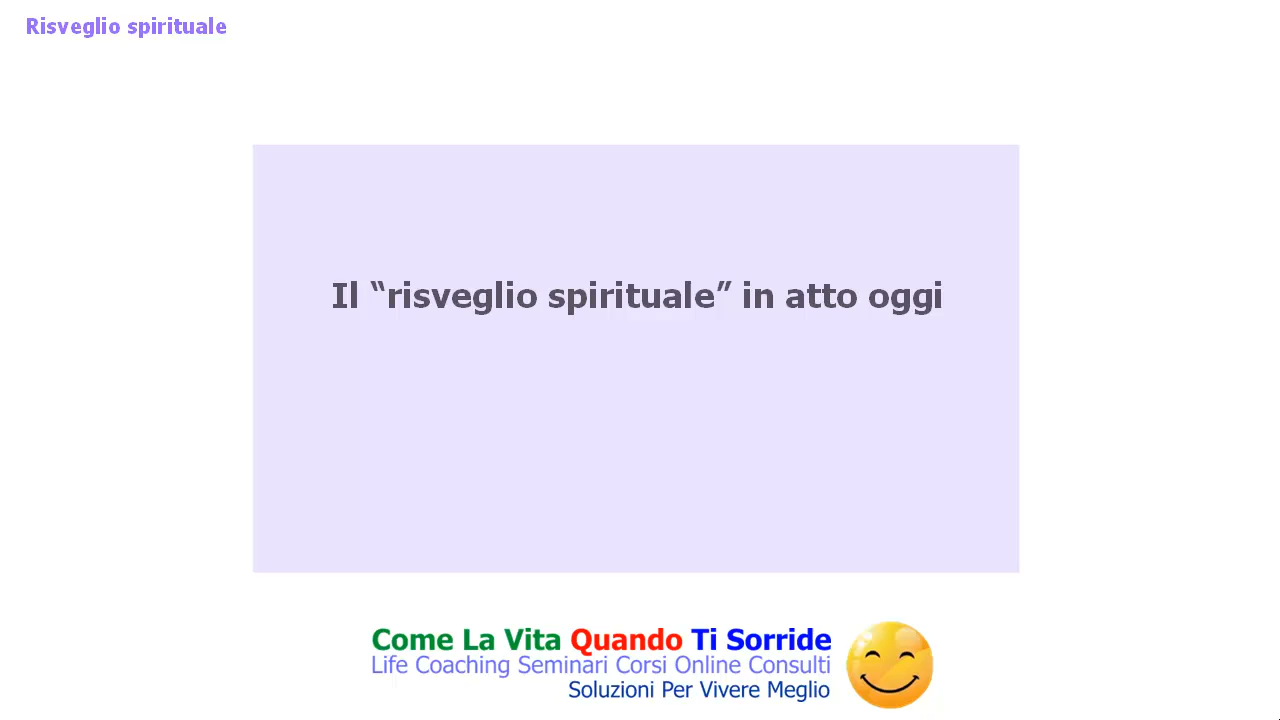 Risveglio spirituale
Il “risveglio spirituale” in atto oggi
Come La Vita Quando Ti Sorride
Life Coaching Seminari Corsi Online Consulti
Soluzioni Per Vivere Meglio